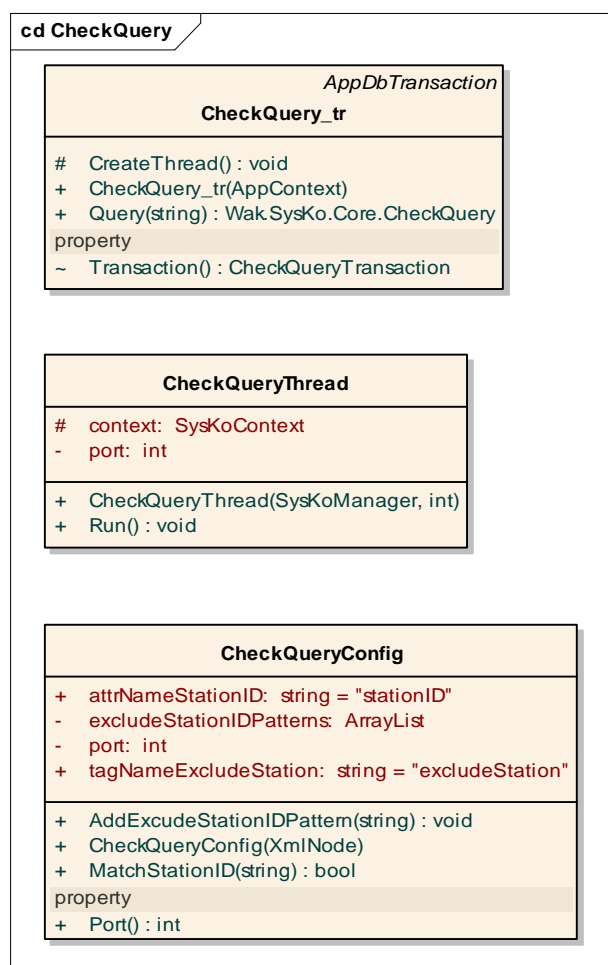 cd CheckQuery
AppDbTransaction
CheckQuery_tr
# CreateThread() : void
+ CheckQuery_tr(AppContext)
+ Query(string) : Wak.SysKo.Core.CheckQuery
property
~ Transaction() : CheckQueryTransaction
CheckQueryThread
# context: SysKoContext
- port: int
+ CheckQueryThread(SysKoManager, int)
+ Run() : void
CheckQueryConfig
+ attrNameStationID: string = "stationID"
- excludeStationIDPatterns: ArrayList
- port: int
+ tagNameExcludeStation: string = "excludeStation"
+ AddExcudeStationIDPattern(string) : void
+ CheckQueryConfig(XmlNode)
+ MatchStationID(string) : bool
property
+ Port() : int